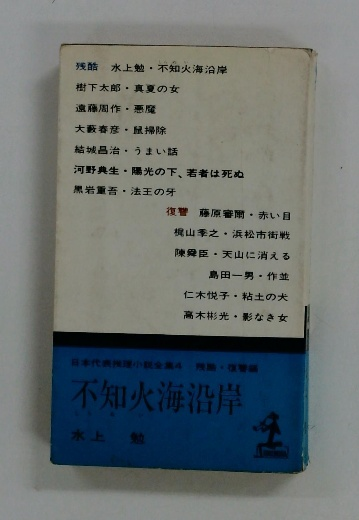 残酷 水上勉・不知火海沿岸
樹下太郎・真夏の女
遠藤周作・悪魔
大藪春彦・鼠掃除
結城昌治・うまい話
河野典生・陽光の下、若者は死ぬ
黒岩重吾・法王の牙
復讐 藤原審爾・赤い目
梶山季之・浜松市街戦
陳舜臣・天山に消える
島田一男・作並
仁木悦子・粘土の犬
高木彬光・影なき女
日本代表推理小説全集4 残酷・復讐編
不知火海沿岸
水上 勉